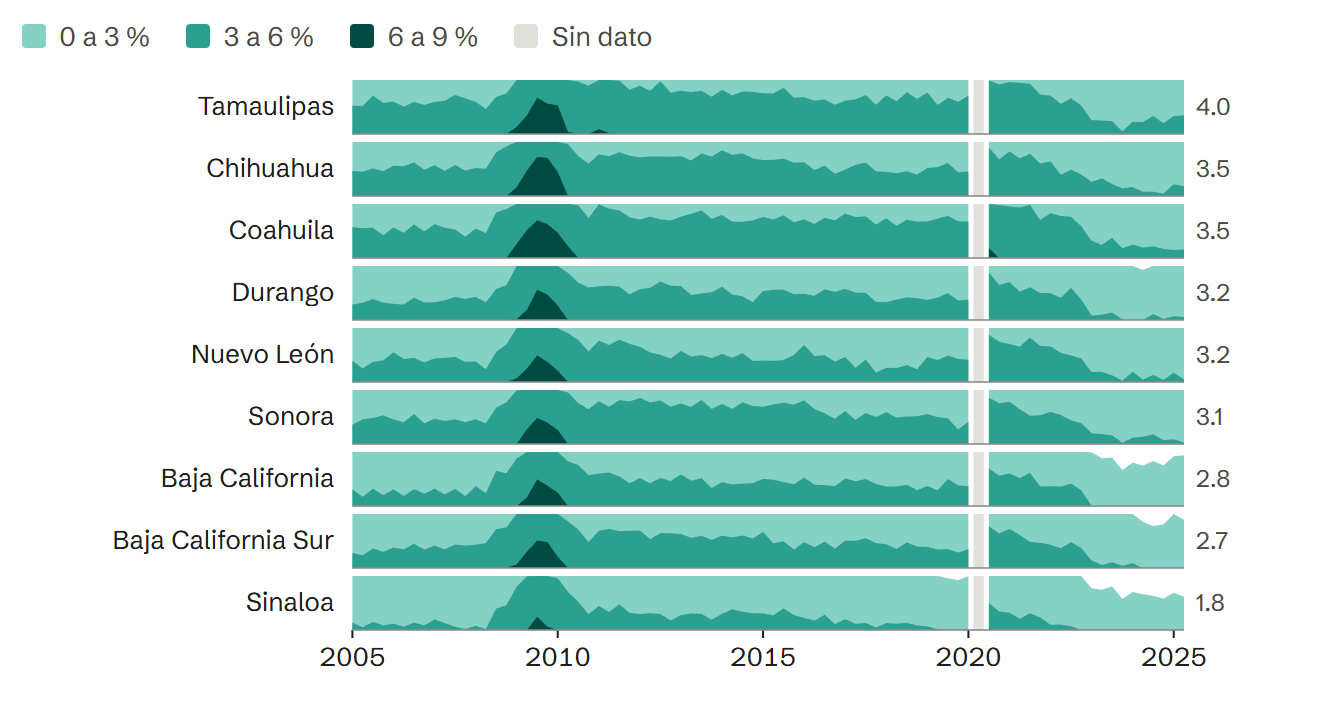 0 a 3 % 3 a 6 % 6 a 9 % Sin dato
Tamaulipas 4.0
Chihuahua 3.5
Coahuila 3.5
Durango 3.2
Nuevo León 3.2
Sonora 3.1
Baja California 2.8
Baja California Sur 2.7
Sinaloa 1.8
2005 2010 2015 2020 2025